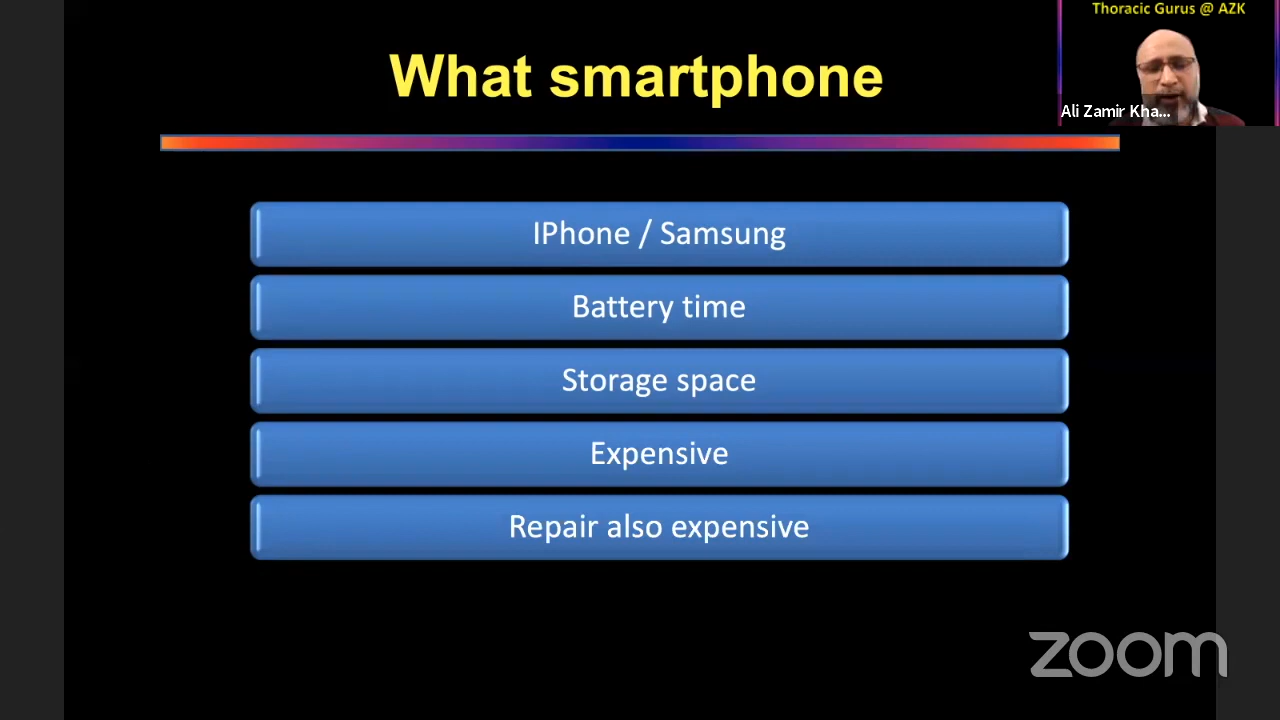 Thoracic Gurus @ AZK
What smartphone
Ali Zamir Kha...
IPhone / Samsung
Battery time
Storage space
Expensive
Repair also expensive
zoom